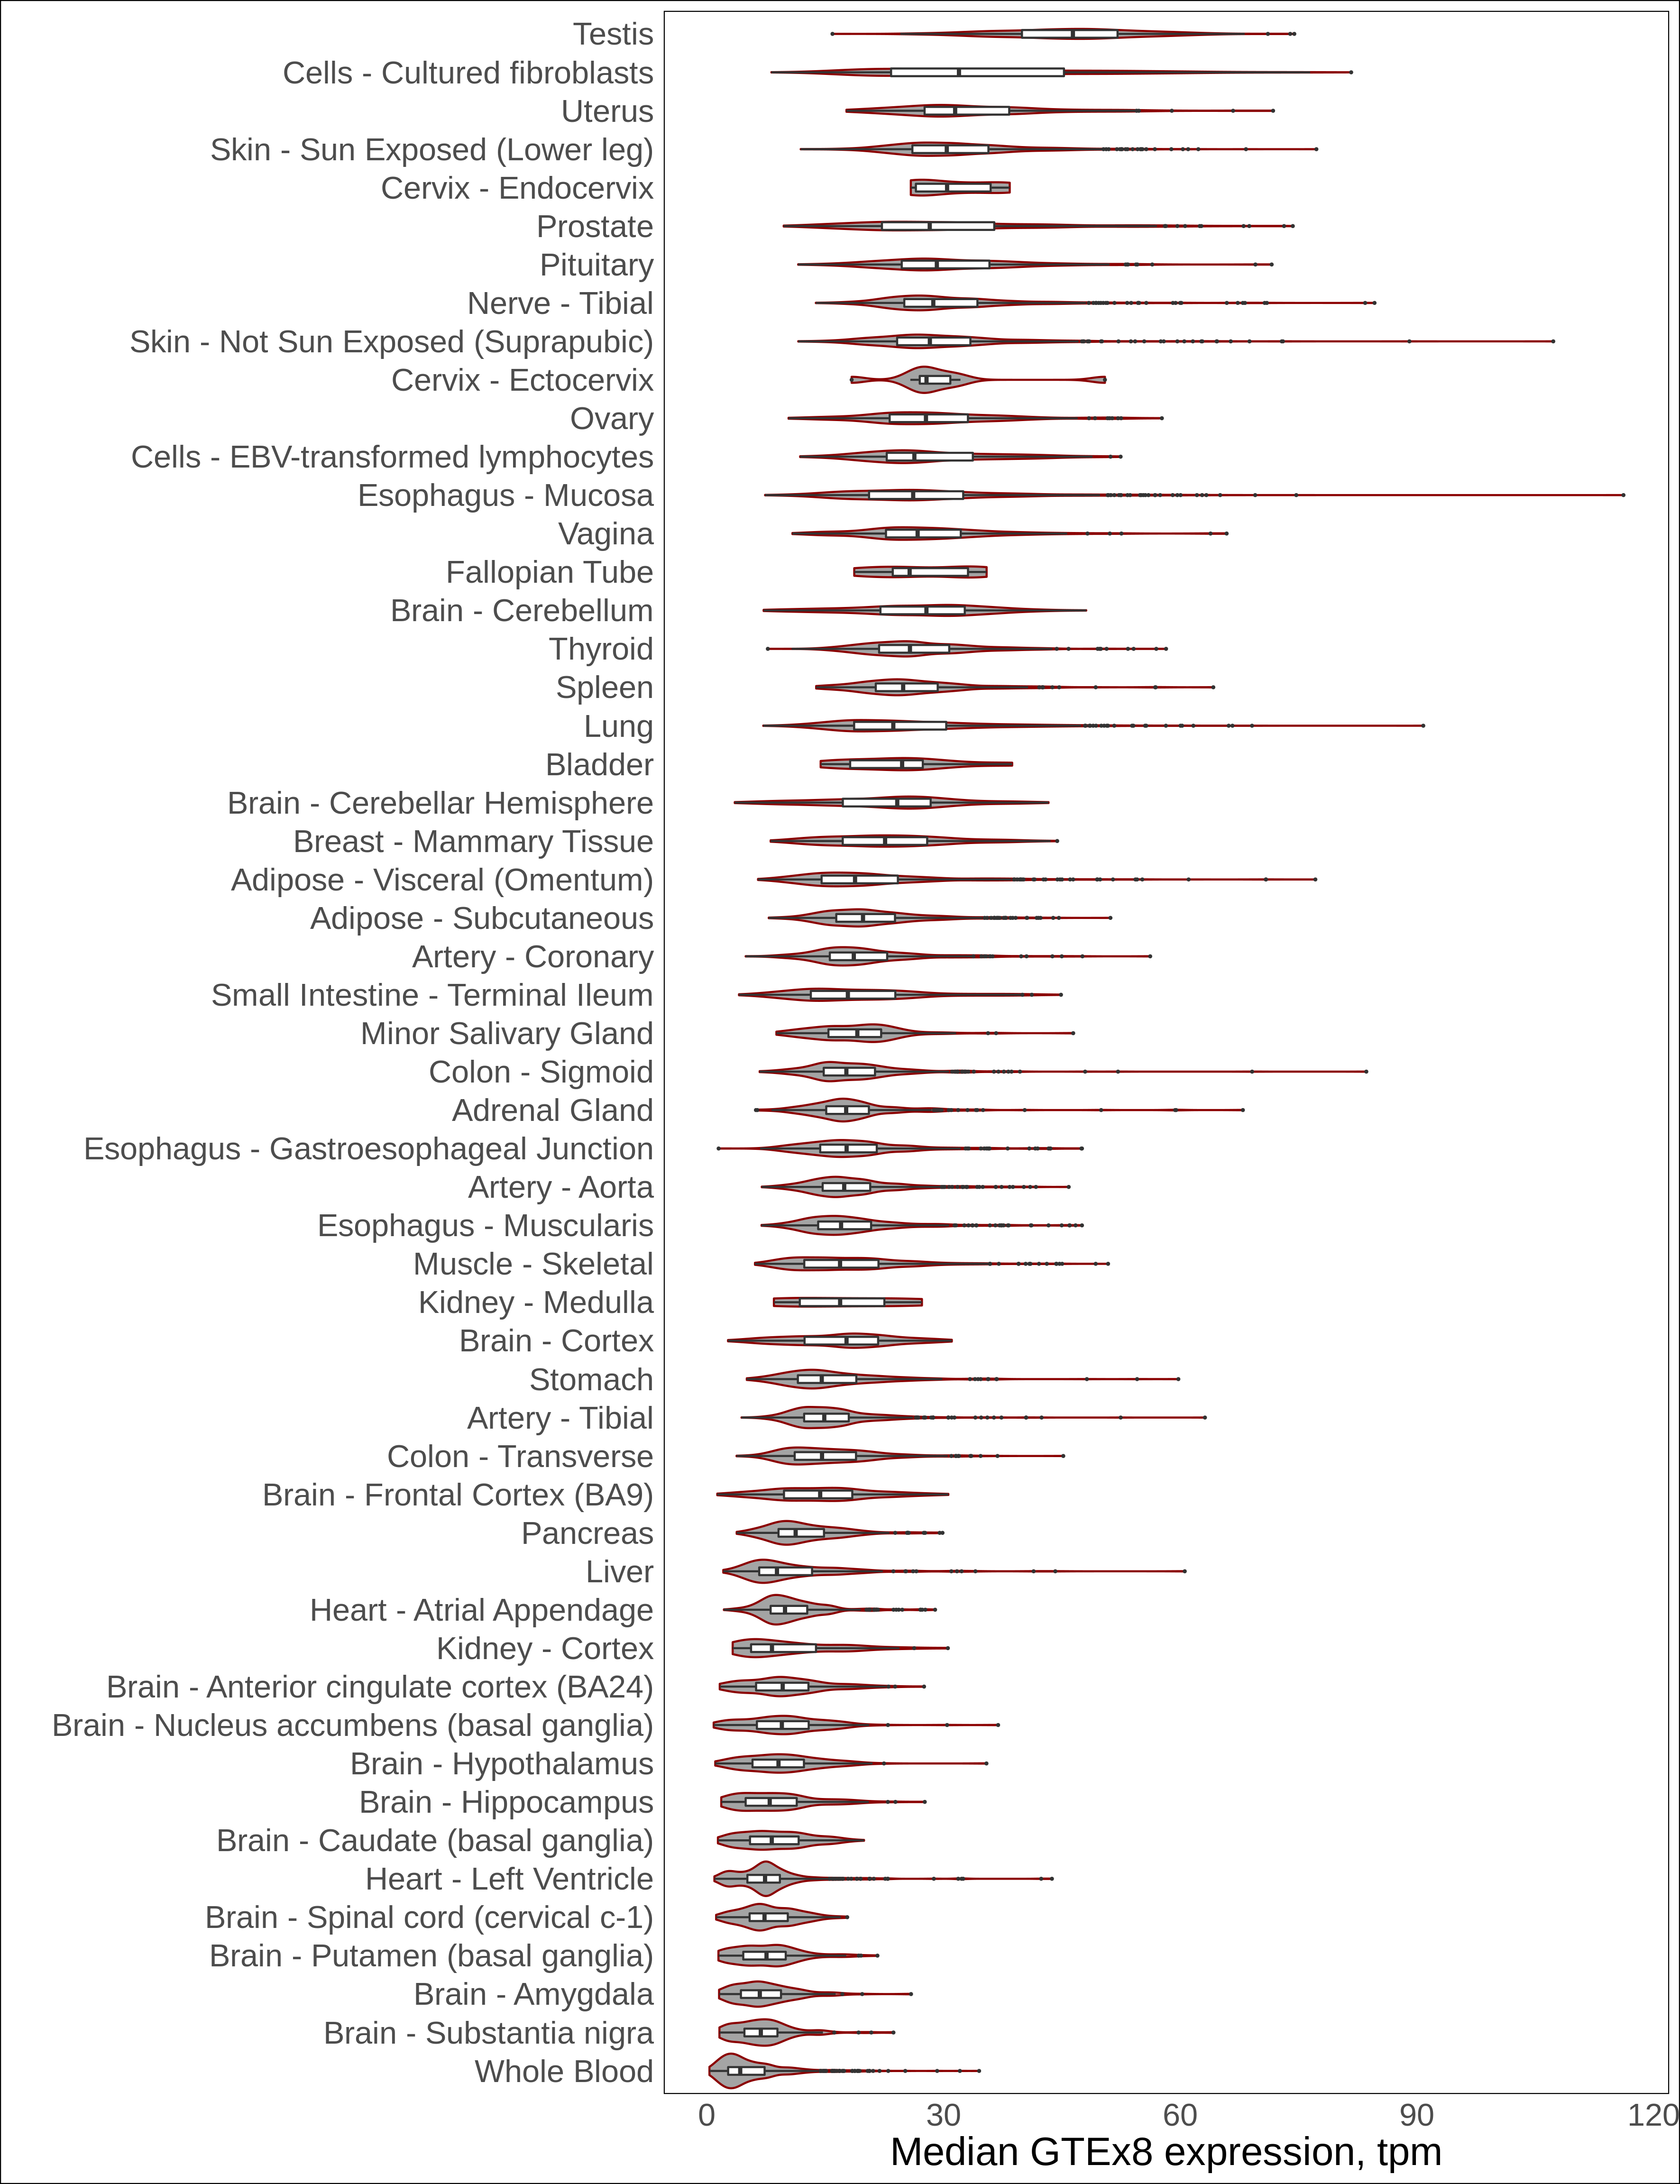 Testis
Cells - Cultured fibroblasts
Uterus
Skin - Sun Exposed (Lower leg)
Cervix - Endocervix
Prostate
Pituitary
Nerve - Tibial
Skin - Not Sun Exposed (Suprapubic)
Cervix - Ectocervix
Ovary
Cells - EBV-transformed lymphocytes
Esophagus - Mucosa
Vagina
Fallopian Tube
Brain - Cerebellum
Thyroid
Spleen
Lung
Bladder
Brain - Cerebellar Hemisphere
Breast - Mammary Tissue
Adipose - Visceral (Omentum)
Adipose - Subcutaneous
Artery - Coronary
Small Intestine - Terminal Ileum
Minor Salivary Gland
Colon - Sigmoid
Adrenal Gland
Esophagus - Gastroesophageal Junction
Artery - Aorta
Esophagus - Muscularis
Muscle - Skeletal
Kidney - Medulla
Brain - Cortex
Stomach
Artery - Tibial
Colon - Transverse
Brain - Frontal Cortex (BA9)
Pancreas
Liver
Heart - Atrial Appendage
Kidney - Cortex
Brain - Anterior cingulate cortex (BA24)
Brain - Nucleus accumbens (basal ganglia)
Brain - Hypothalamus
Brain - Hippocampus
Brain - Caudate (basal ganglia)
Heart - Left Ventricle
Brain - Spinal cord (cervical c-1)
Brain - Putamen (basal ganglia)
Brain - Amygdala
Brain - Substantia nigra
Whole Blood
0 30 60 90 120
Median GTEx8 expression, tpm